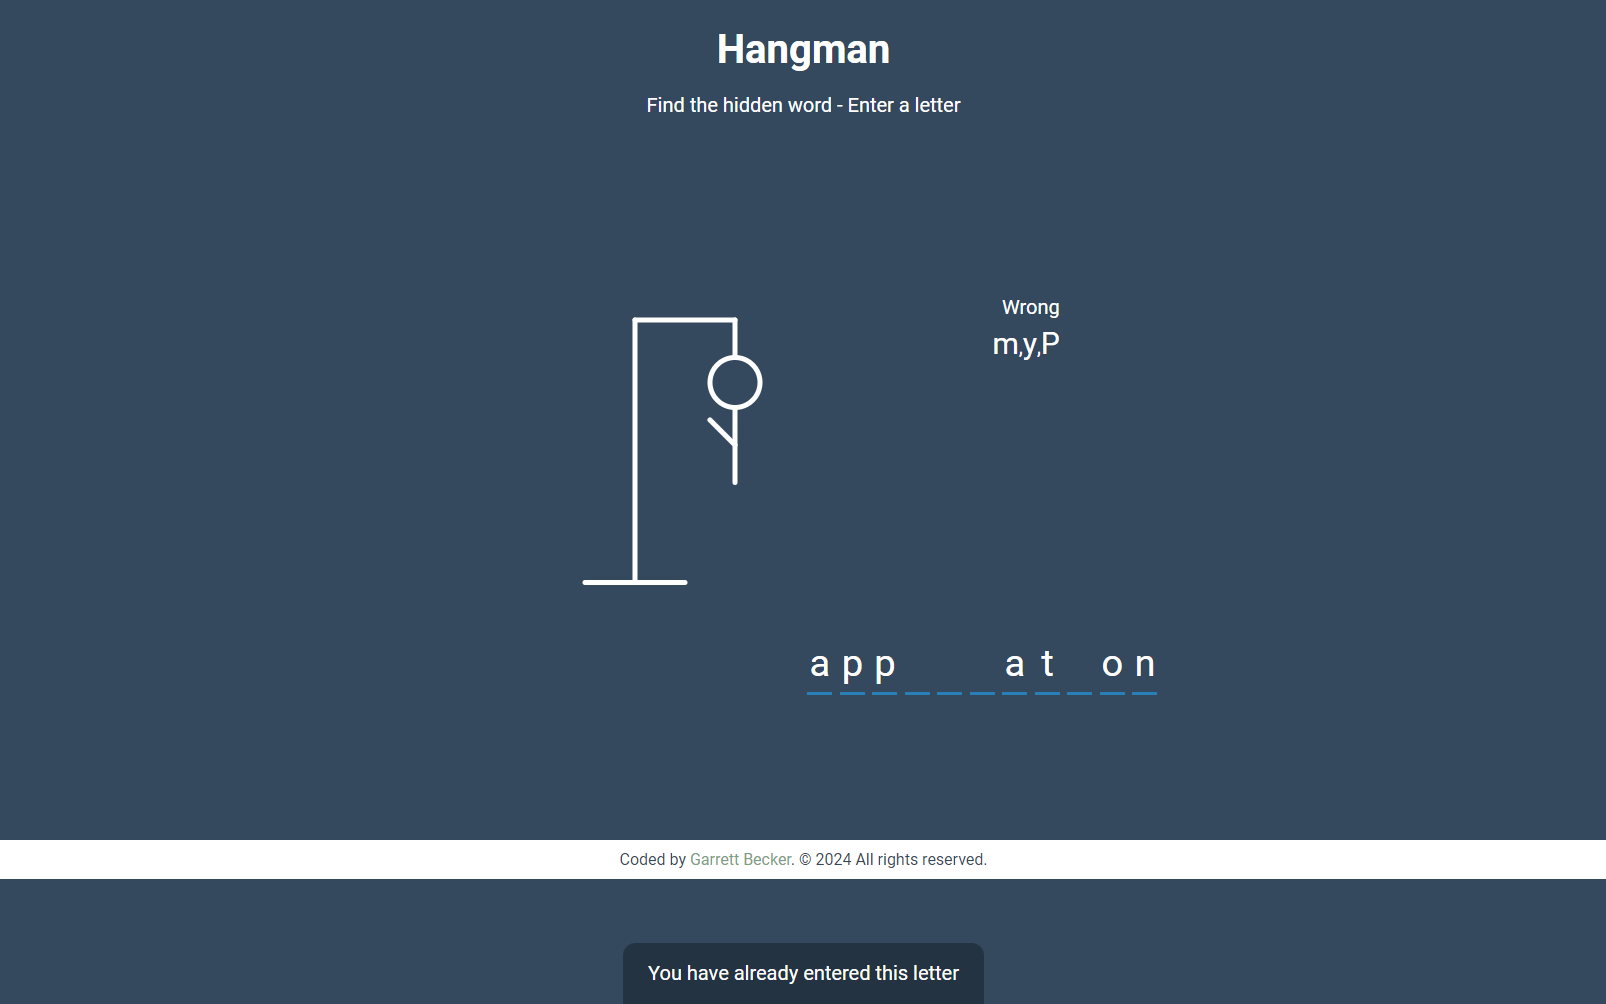 Hangman
Find the hidden word - Enter a letter
Wrong
m,y,P
a p p _ _ _ a t _ o n
Coded by Garrett Becker. © 2024 All rights reserved.
You have already entered this letter